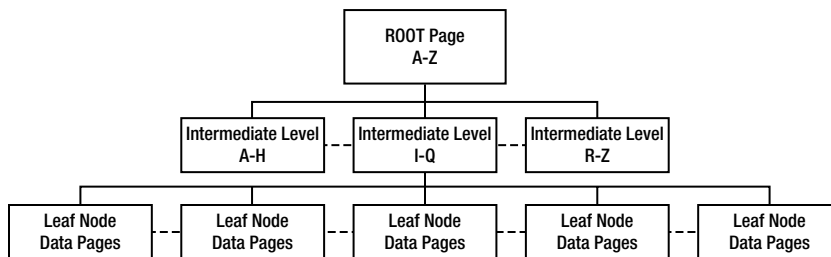 ROOT Page
A-Z
Intermediate Level
A-H
Intermediate Level
I-Q
Intermediate Level
R-Z
Leaf Node
Data Pages
Leaf Node
Data Pages
Leaf Node
Data Pages
Leaf Node
Data Pages
Leaf Node
Data Pages